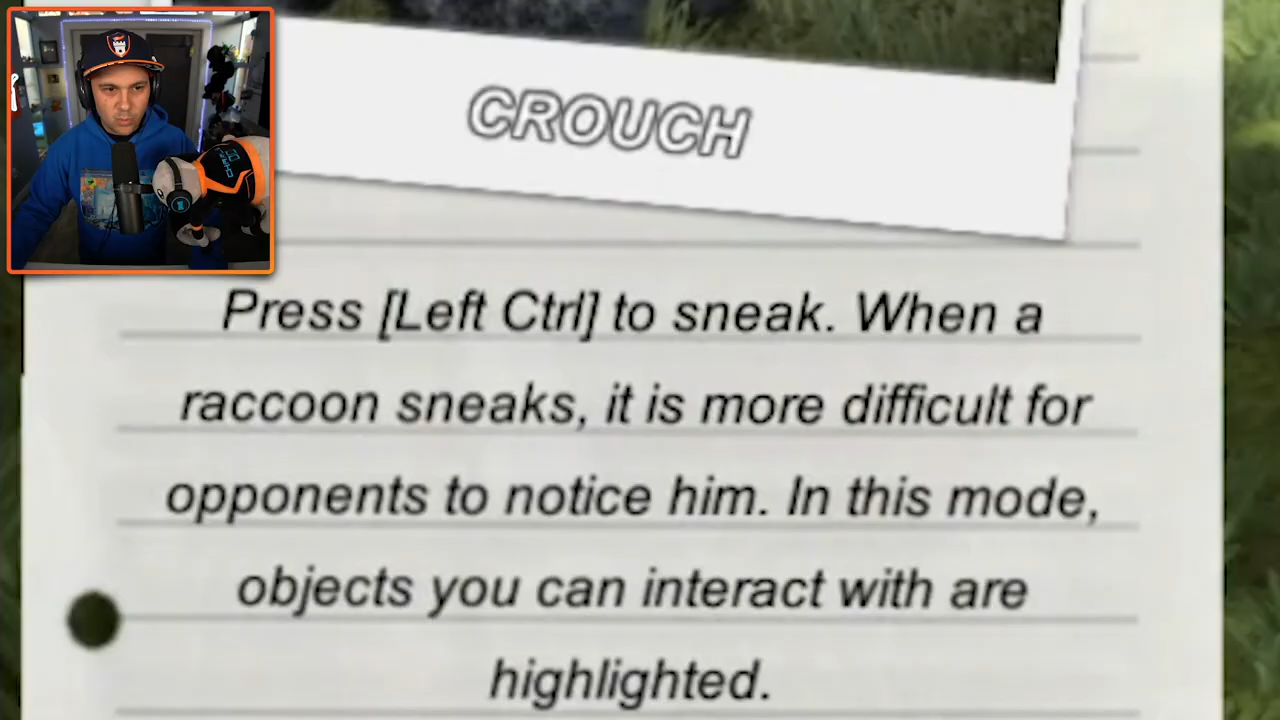 CROUCH
Press [Left Ctrl] to sneak. When a
raccoon sneaks, it is more difficult for
opponents to notice him. In this mode,
objects you can interact with are
highlighted.